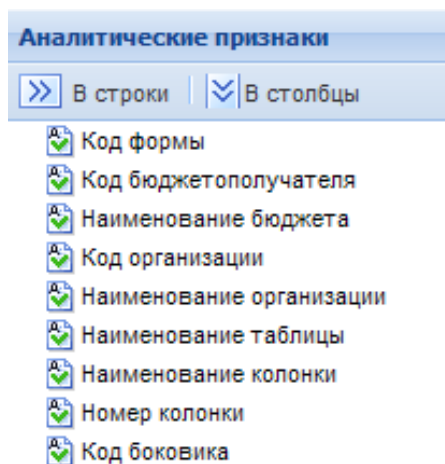 Аналитические признаки
В строки В столбцы
Код формы
Код бюджетополучателя
Наименование бюджета
Код организации
Наименование организации
Наименование таблицы
Наименование колонки
Номер колонки
Код боковика